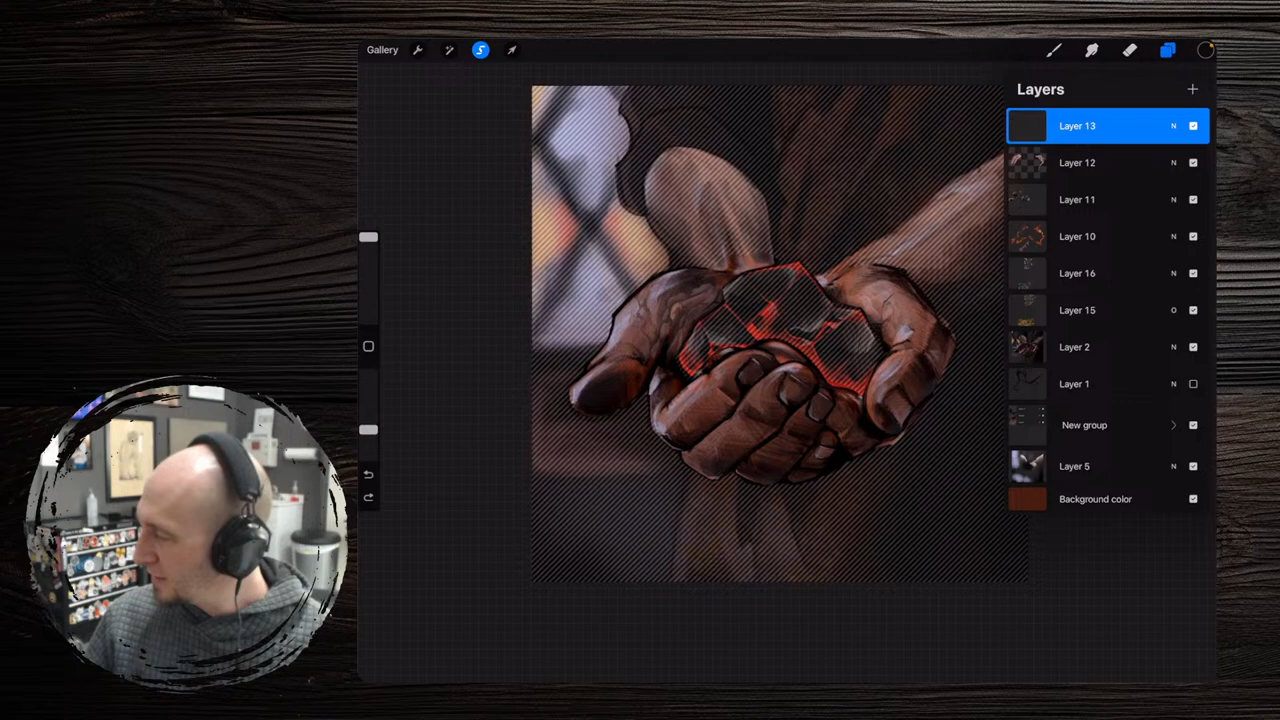 Gallery
Layers
Layer 13 N
Layer 12 N
Layer 11 N
Layer 10 N
Layer 16 N
Layer 15 O
Layer 2 N
Layer 1 N
New group
Layer 5 N
Background color